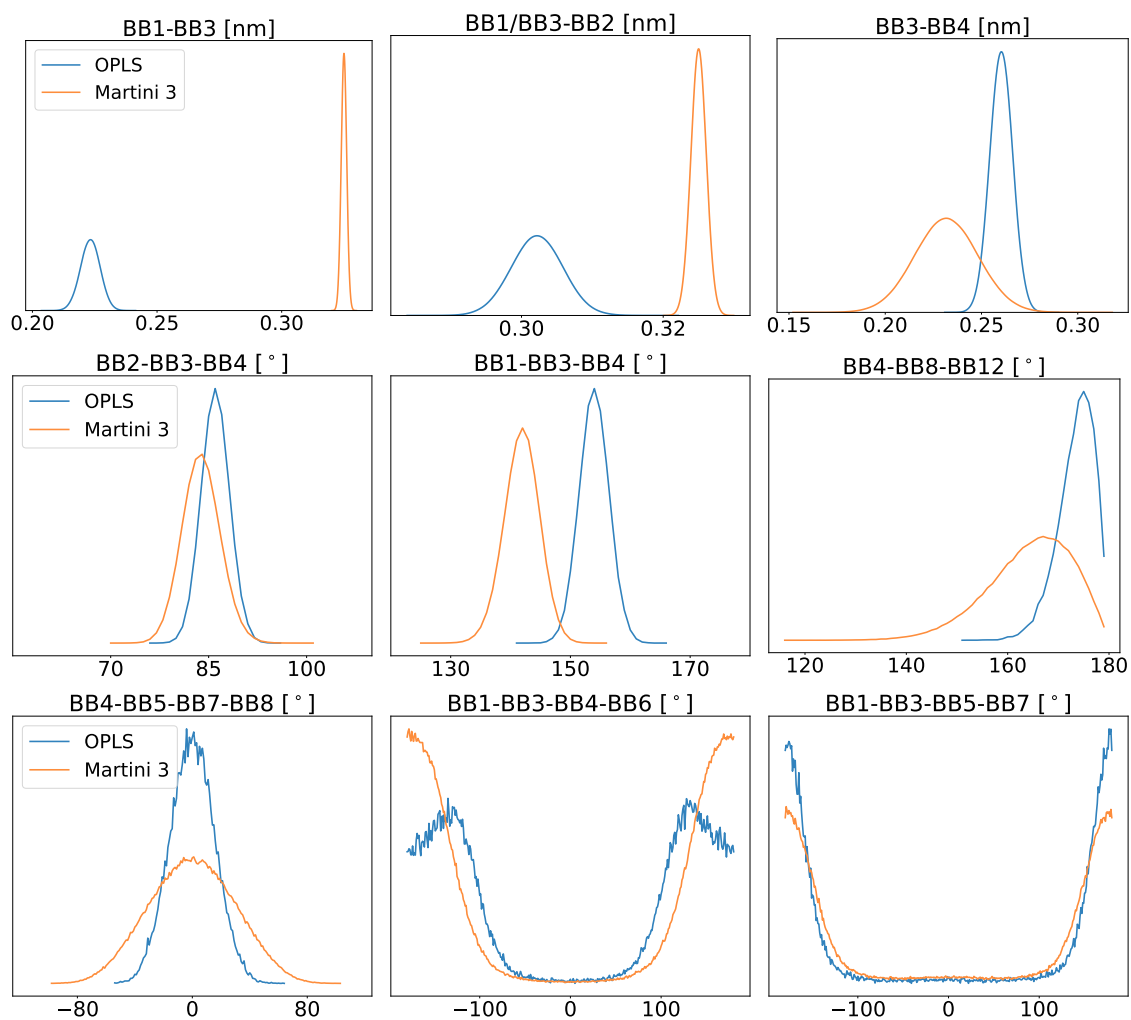 BB1-BB3 [nm]
BB1/BB3-BB2 [nm]
BB3-BB4 [nm]
OPLS
Martini 3
0.20 0.25 0.30
0.30 0.32
0.15 0.20 0.25 0.30
BB2-BB3-BB4 [°]
BB1-BB3-BB4 [°]
BB4-BB8-BB12 [°]
OPLS
Martini 3
70 85 100
130 150 170
120 140 160 180
BB4-BB5-BB7-BB8 [°]
BB1-BB3-BB4-BB6 [°]
BB1-BB3-BB5-BB7 [°]
OPLS
Martini 3
−80 0 80
−100 0 100
−100 0 100